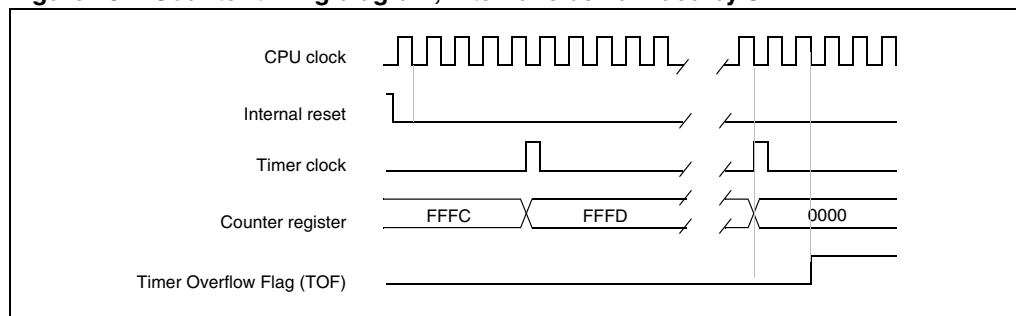 CPU clock
Internal reset
Timer clock
Counter register
FFFC
FFFD
0000
Timer Overflow Flag (TOF)